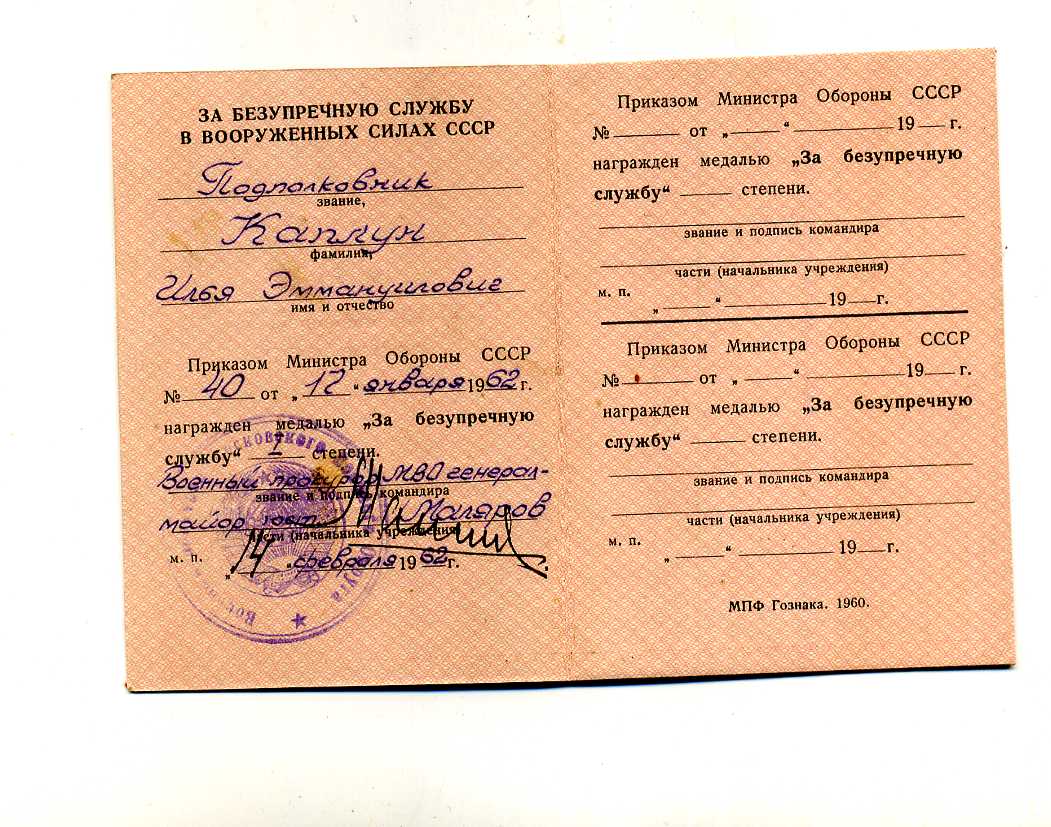 ЗА БЕЗУПРЕЧНУЮ СЛУЖБУ
В ВООРУЖЕННЫХ СИЛАХ СССР
Подполковник
звание,
Каплун
фамилия,
Илья Эммануилович
имя и отчество
Приказом Министра Обороны СССР
№ 40 от „12“ января 1962 г.
награжден медалью „За безупречную
службу“ I степени.
Военный прокурор МВО генерал-
звание и подпись командира
майор юст. Маляров
части (начальника учреждения)
м. п. „14“ февраля 1962 г.
Приказом Министра Обороны СССР
№ от „ “ 19 г.
награжден медалью „За безупречную
службу“ степени.
звание и подпись командира
части (начальника учреждения)
м. п. „ “ 19 г.
Приказом Министра Обороны СССР
№ от „ “ 19 г.
награжден медалью „За безупречную
службу“ степени.
звание и подпись командира
части (начальника учреждения)
м. п. „ “ 19 г.
МПФ Гознака. 1960.